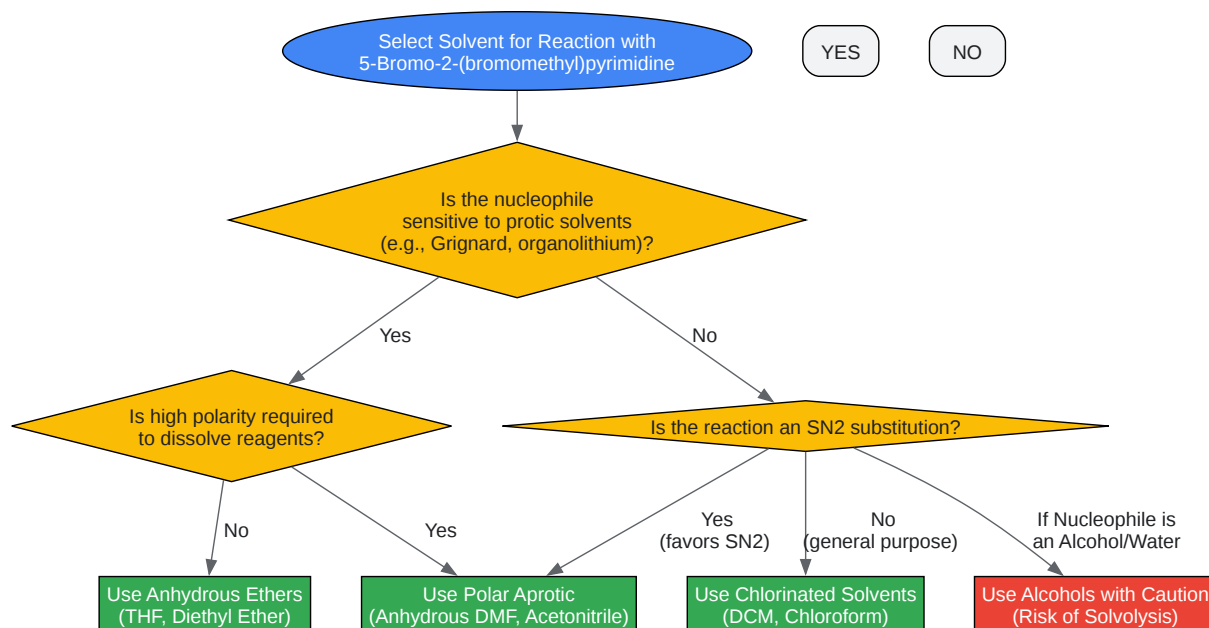 Select Solvent for Reaction with
5-Bromo-2-(bromomethyl)pyrimidine
YES
NO
Is the nucleophile
sensitive to protic solvents
(e.g., Grignard, organolithium)?
Yes
No
Is high polarity required
to dissolve reagents?
Is the reaction an SN2 substitution?
No
Yes
Yes
(favors SN2)
No
(general purpose)
If Nucleophile is
an Alcohol/Water
Use Anhydrous Ethers
(THF, Diethyl Ether)
Use Polar Aprotic
(Anhydrous DMF, Acetonitrile)
Use Chlorinated Solvents
(DCM, Chloroform)
Use Alcohols with Caution
(Risk of Solvolysis)